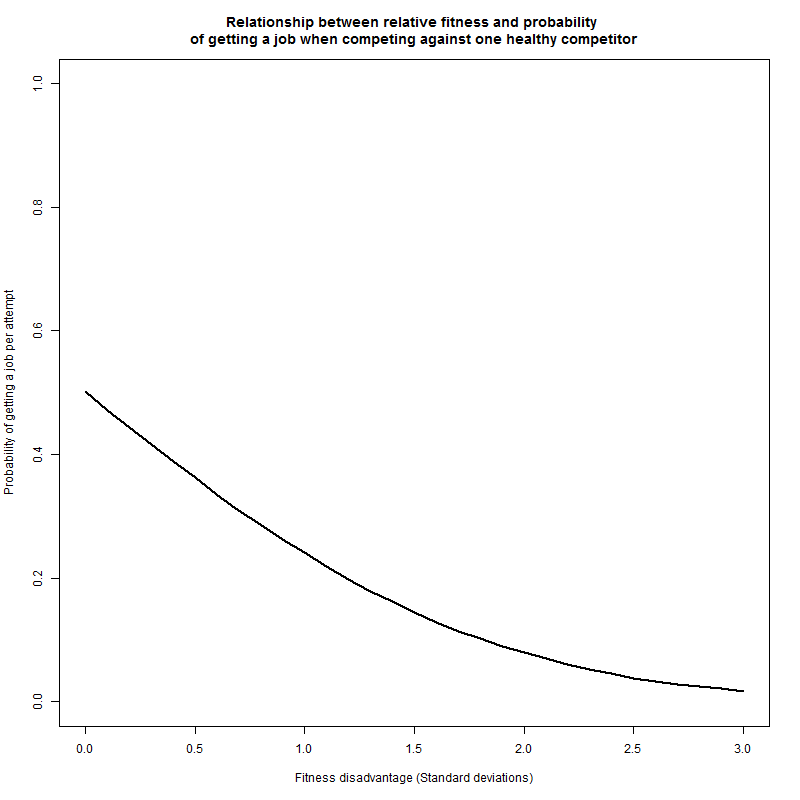 Relationship between relative fitness and probability
of getting a job when competing against one healthy competitor
Probability of getting a job per attempt
1.0
0.8
0.6
0.4
0.2
0.0
0.0 0.5 1.0 1.5 2.0 2.5 3.0
Fitness disadvantage (Standard deviations)